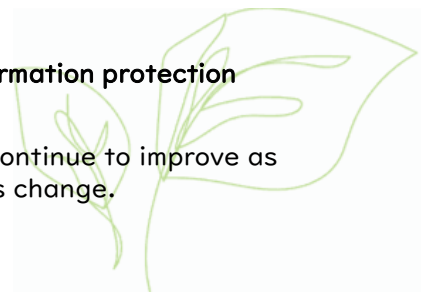 rmation protection
ontinue to improve as
s change.